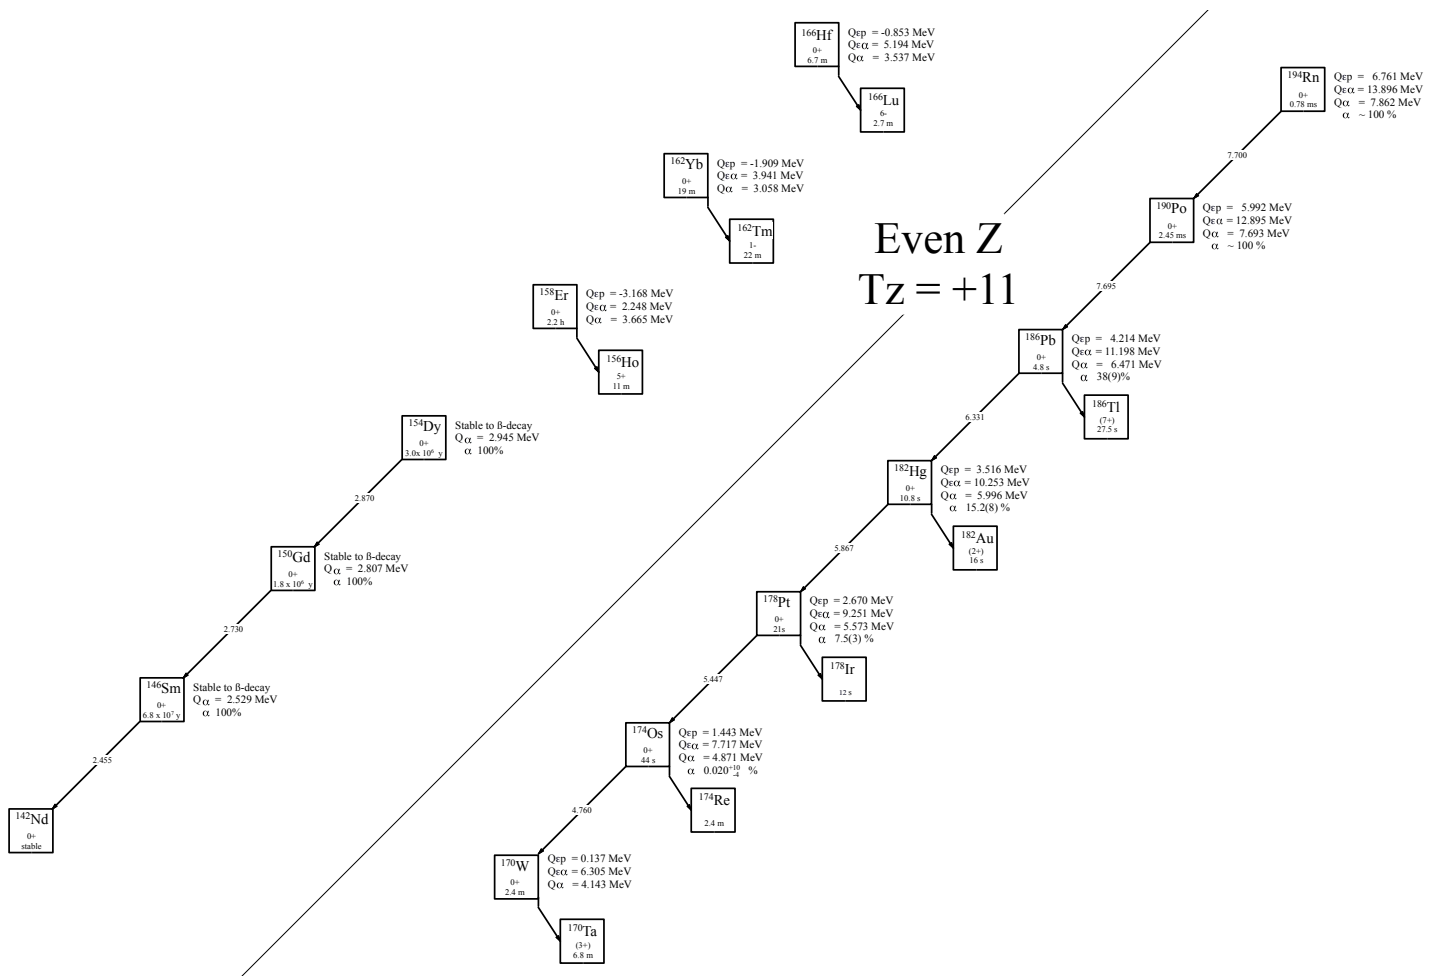 ¹⁶⁶Hf
0+
6.7 m
Qεp = -0.853 MeV
Qεα = 5.194 MeV
Qα = 3.537 MeV
¹⁶⁶Lu
6-
2.7 m
¹⁹⁴Rn
0+
0.78 ms
Qεp = 6.761 MeV
Qεα = 13.896 MeV
Qα = 7.862 MeV
α ~ 100 %
7.700
¹⁶²Yb
0+
19 m
Qεp = -1.909 MeV
Qεα = 3.941 MeV
Qα = 3.058 MeV
¹⁶²Tm
1-
22 m
¹⁹⁰Po
0+
2.45 ms
Qεp = 5.992 MeV
Qεα = 12.895 MeV
Qα = 7.693 MeV
α ~ 100 %
Even Z
Tz = +11
7.695
¹⁵⁸Er
0+
2.2 h
Qεp = -3.168 MeV
Qεα = 2.248 MeV
Qα = 3.665 MeV
¹⁵⁶Ho
5+
11 m
¹⁸⁶Pb
0+
4.8 s
Qεp = 4.214 MeV
Qεα = 11.198 MeV
Qα = 6.471 MeV
α 38(9)%
¹⁸⁶Tl
(7+)
27.5 s
6.331
¹⁵⁴Dy
0+
3.0x 10⁶ y
Stable to ß-decay
Qα = 2.945 MeV
α 100%
2.870
¹⁸²Hg
0+
10.8 s
Qεp = 3.516 MeV
Qεα = 10.253 MeV
Qα = 5.996 MeV
α 15.2(8) %
¹⁸²Au
(2+)
16 s
5.867
¹⁵⁰Gd
0+
1.8 x 10⁶ y
Stable to ß-decay
Qα = 2.807 MeV
α 100%
2.730
¹⁷⁸Pt
0+
21s
Qεp = 2.670 MeV
Qεα = 9.251 MeV
Qα = 5.573 MeV
α 7.5(3) %
¹⁷⁸Ir
12 s
5.447
¹⁴⁶Sm
0+
6.8 x 10⁷ y
Stable to ß-decay
Qα = 2.529 MeV
α 100%
2.455
¹⁷⁴Os
0+
44 s
Qεp = 1.443 MeV
Qεα = 7.717 MeV
Qα = 4.871 MeV
α 0.020⁺¹⁰₋₄ %
¹⁷⁴Re
2.4 m
4.760
¹⁴²Nd
0+
stable
¹⁷⁰W
0+
2.4 m
Qεp = 0.137 MeV
Qεα = 6.305 MeV
Qα = 4.143 MeV
¹⁷⁰Ta
(3+)
6.8 m